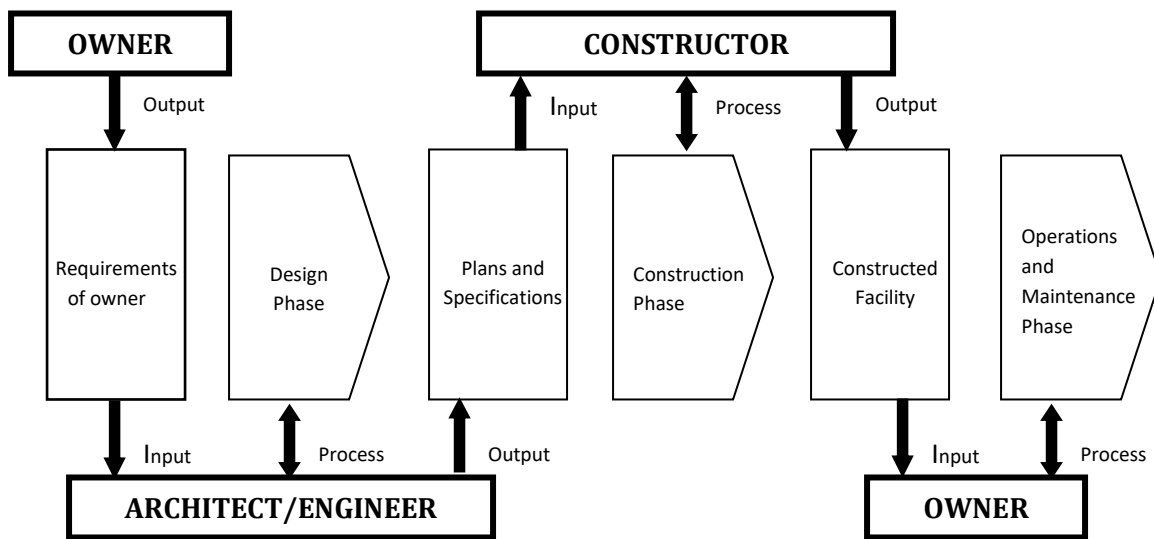 OWNER
CONSTRUCTOR
Output
Input
Process
Output
Requirements
of owner
Design
Phase
Plans and
Specifications
Construction
Phase
Constructed
Facility
Operations
and
Maintenance
Phase
Input
Process
Output
Input
Process
ARCHITECT/ENGINEER
OWNER